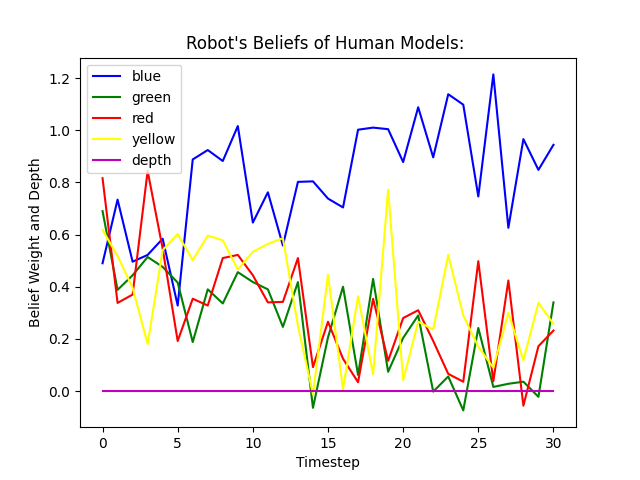 Robot's Beliefs of Human Models:
blue
green
red
yellow
depth
Belief Weight and Depth
1.2
1.0
0.8
0.6
0.4
0.2
0.0
0 5 10 15 20 25 30
Timestep